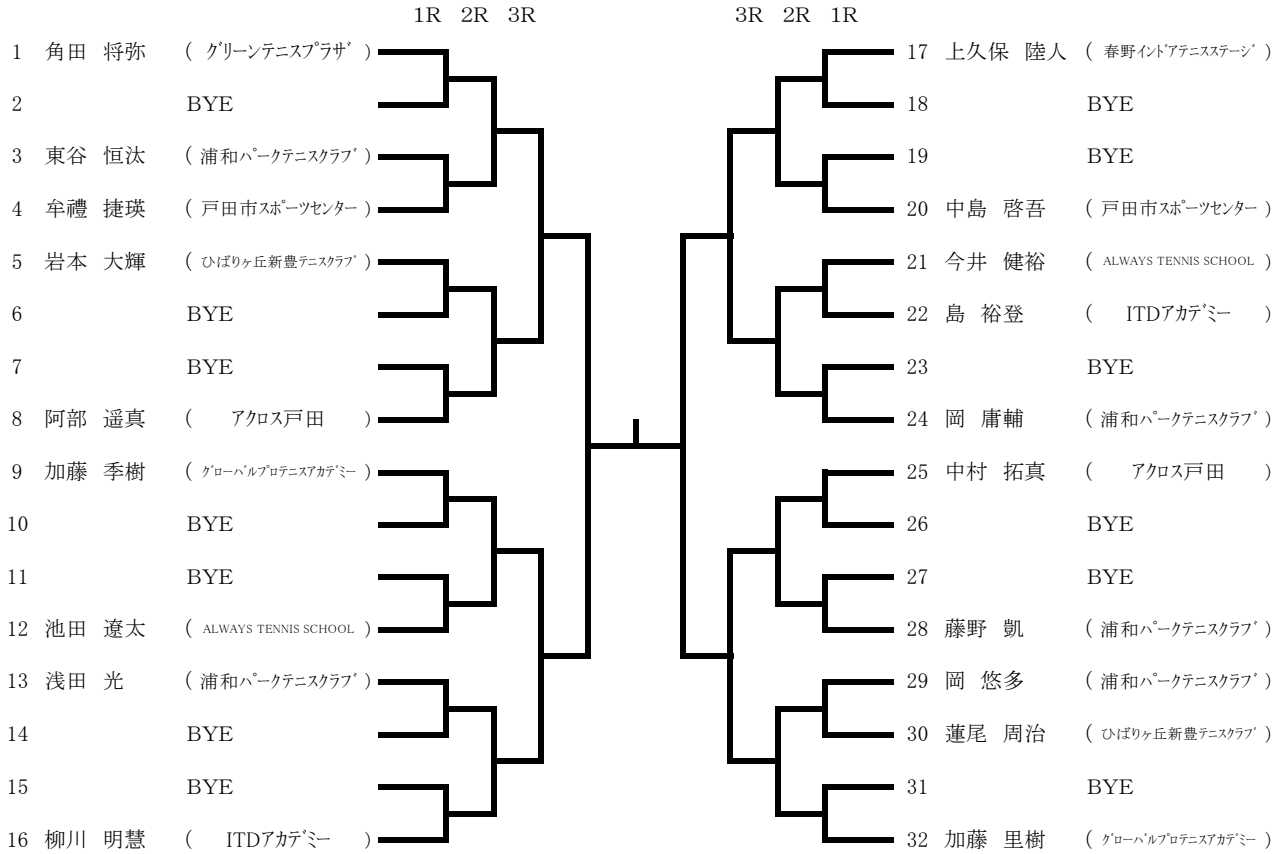 1R 2R 3R 3R 2R 1R
1 角田 将弥 ( グリーンテニスプラザ )
2 BYE
3 東谷 恒汰 ( 浦和パークテニスクラブ )
4 牟禮 捷瑛 ( 戸田市スポーツセンター )
5 岩本 大輝 ( ひばりヶ丘新豊テニスクラブ )
6 BYE
7 BYE
8 阿部 遥真 ( アクロス戸田 )
9 加藤 季樹 ( グローバルプロテニスアカデミー )
10 BYE
11 BYE
12 池田 遼太 ( ALWAYS TENNIS SCHOOL )
13 浅田 光 ( 浦和パークテニスクラブ )
14 BYE
15 BYE
16 柳川 明慧 ( ITDアカデミー )
17 上久保 陸人 ( 春野インドアテニスステージ )
18 BYE
19 BYE
20 中島 啓吾 ( 戸田市スポーツセンター )
21 今井 健裕 ( ALWAYS TENNIS SCHOOL )
22 島 裕登 ( ITDアカデミー )
23 BYE
24 岡 庸輔 ( 浦和パークテニスクラブ )
25 中村 拓真 ( アクロス戸田 )
26 BYE
27 BYE
28 藤野 凱 ( 浦和パークテニスクラブ )
29 岡 悠多 ( 浦和パークテニスクラブ )
30 蓮尾 周治 ( ひばりヶ丘新豊テニスクラブ )
31 BYE
32 加藤 里樹 ( グローバルプロテニスアカデミー )